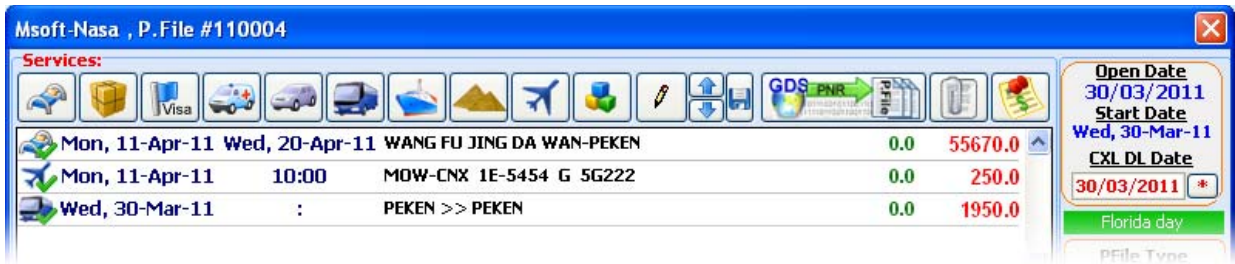 Msoft-Nasa , P.File #110004
Services:
Visa
GDS PNR PFile
Mon, 11-Apr-11 Wed, 20-Apr-11 WANG FU JING DA WAN-PEKEN 0.0 55670.0
Mon, 11-Apr-11 10:00 MOW-CNX 1E-5454 G 5G222 0.0 250.0
Wed, 30-Mar-11 : PEKEN >> PEKEN 0.0 1950.0
Open Date
30/03/2011
Start Date
Wed, 30-Mar-11
CXL DL Date
30/03/2011 *
Florida day
PFile Type